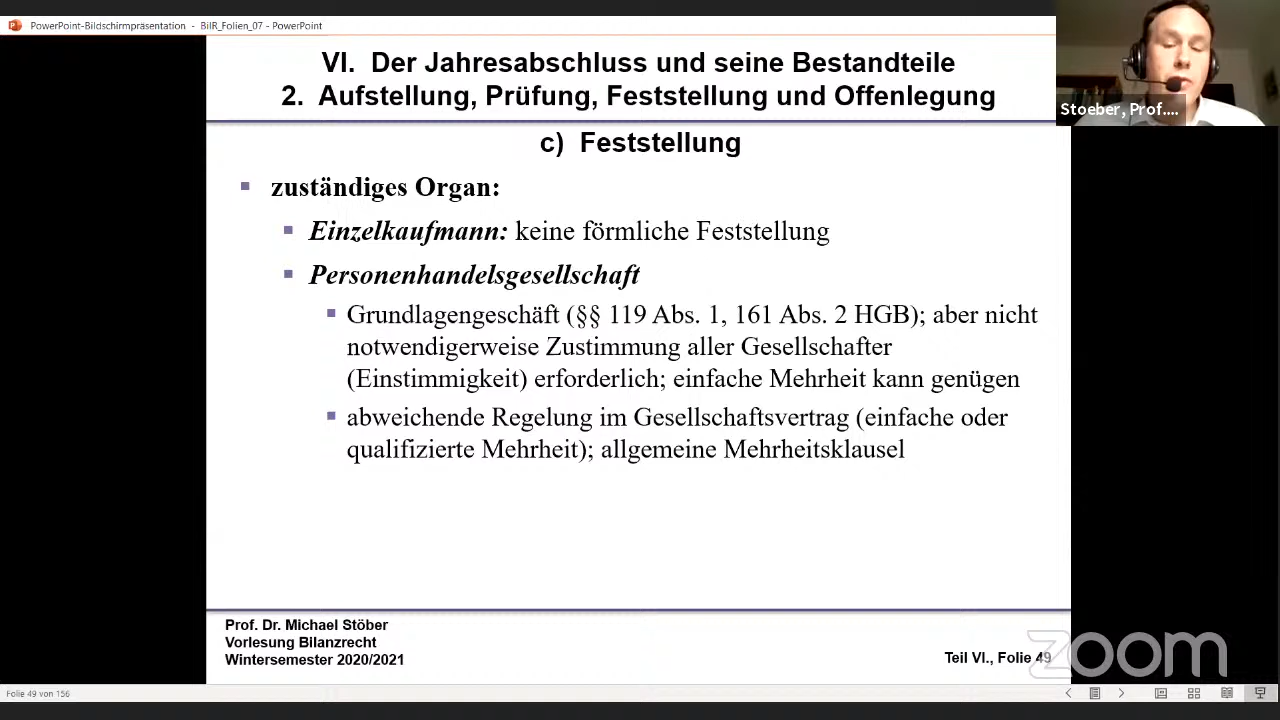 PowerPoint-Bildschirmpräsentation - BilR_Folien_07 - PowerPoint
VI. Der Jahresabschluss und seine Bestandteile
2. Aufstellung, Prüfung, Feststellung und Offenlegung
Stoeber, Prof....
c) Feststellung
zuständiges Organ:
Einzelkaufmann: keine förmliche Feststellung
Personenhandelsgesellschaft
Grundlagengeschäft (§§ 119 Abs. 1, 161 Abs. 2 HGB); aber nicht
notwendigerweise Zustimmung aller Gesellschafter
(Einstimmigkeit) erforderlich; einfache Mehrheit kann genügen
abweichende Regelung im Gesellschaftsvertrag (einfache oder
qualifizierte Mehrheit); allgemeine Mehrheitsklausel
Prof. Dr. Michael Stöber
Vorlesung Bilanzrecht
Wintersemester 2020/2021
Teil VI., Folie 49
zoom
Folie 49 von 156